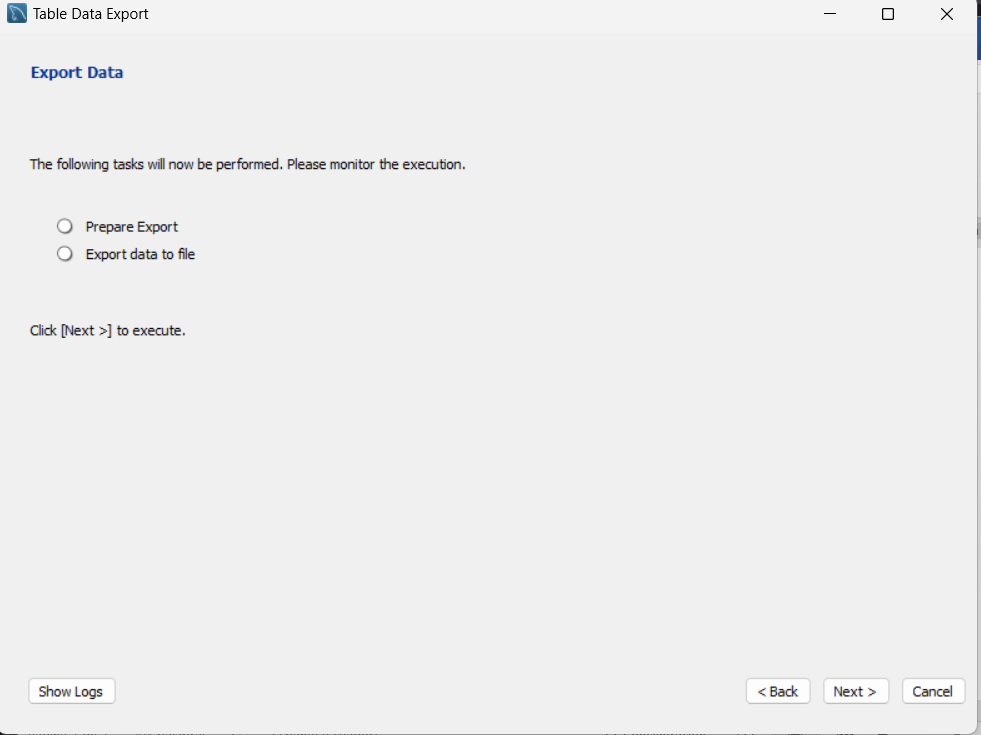 Table Data Export
Export Data
The following tasks will now be performed. Please monitor the execution.
Prepare Export
Export data to file
Click [Next >] to execute.
Show Logs
< Back
Next >
Cancel